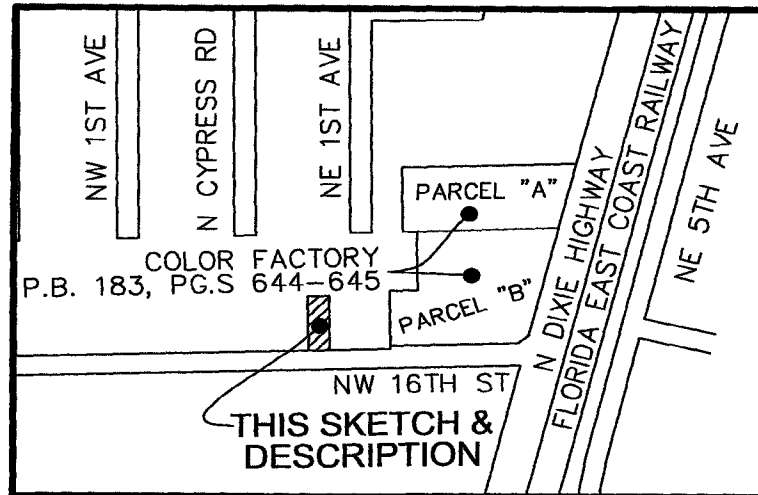 NW 1ST AVE
N CYPRESS RD
NE 1ST AVE
PARCEL "A"
N DIXIE HIGHWAY
FLORIDA EAST COAST RAILWAY
NE 5TH AVE
COLOR FACTORY
P.B. 183, PG.S 644-645
PARCEL "B"
NW 16TH ST
THIS SKETCH &
DESCRIPTION